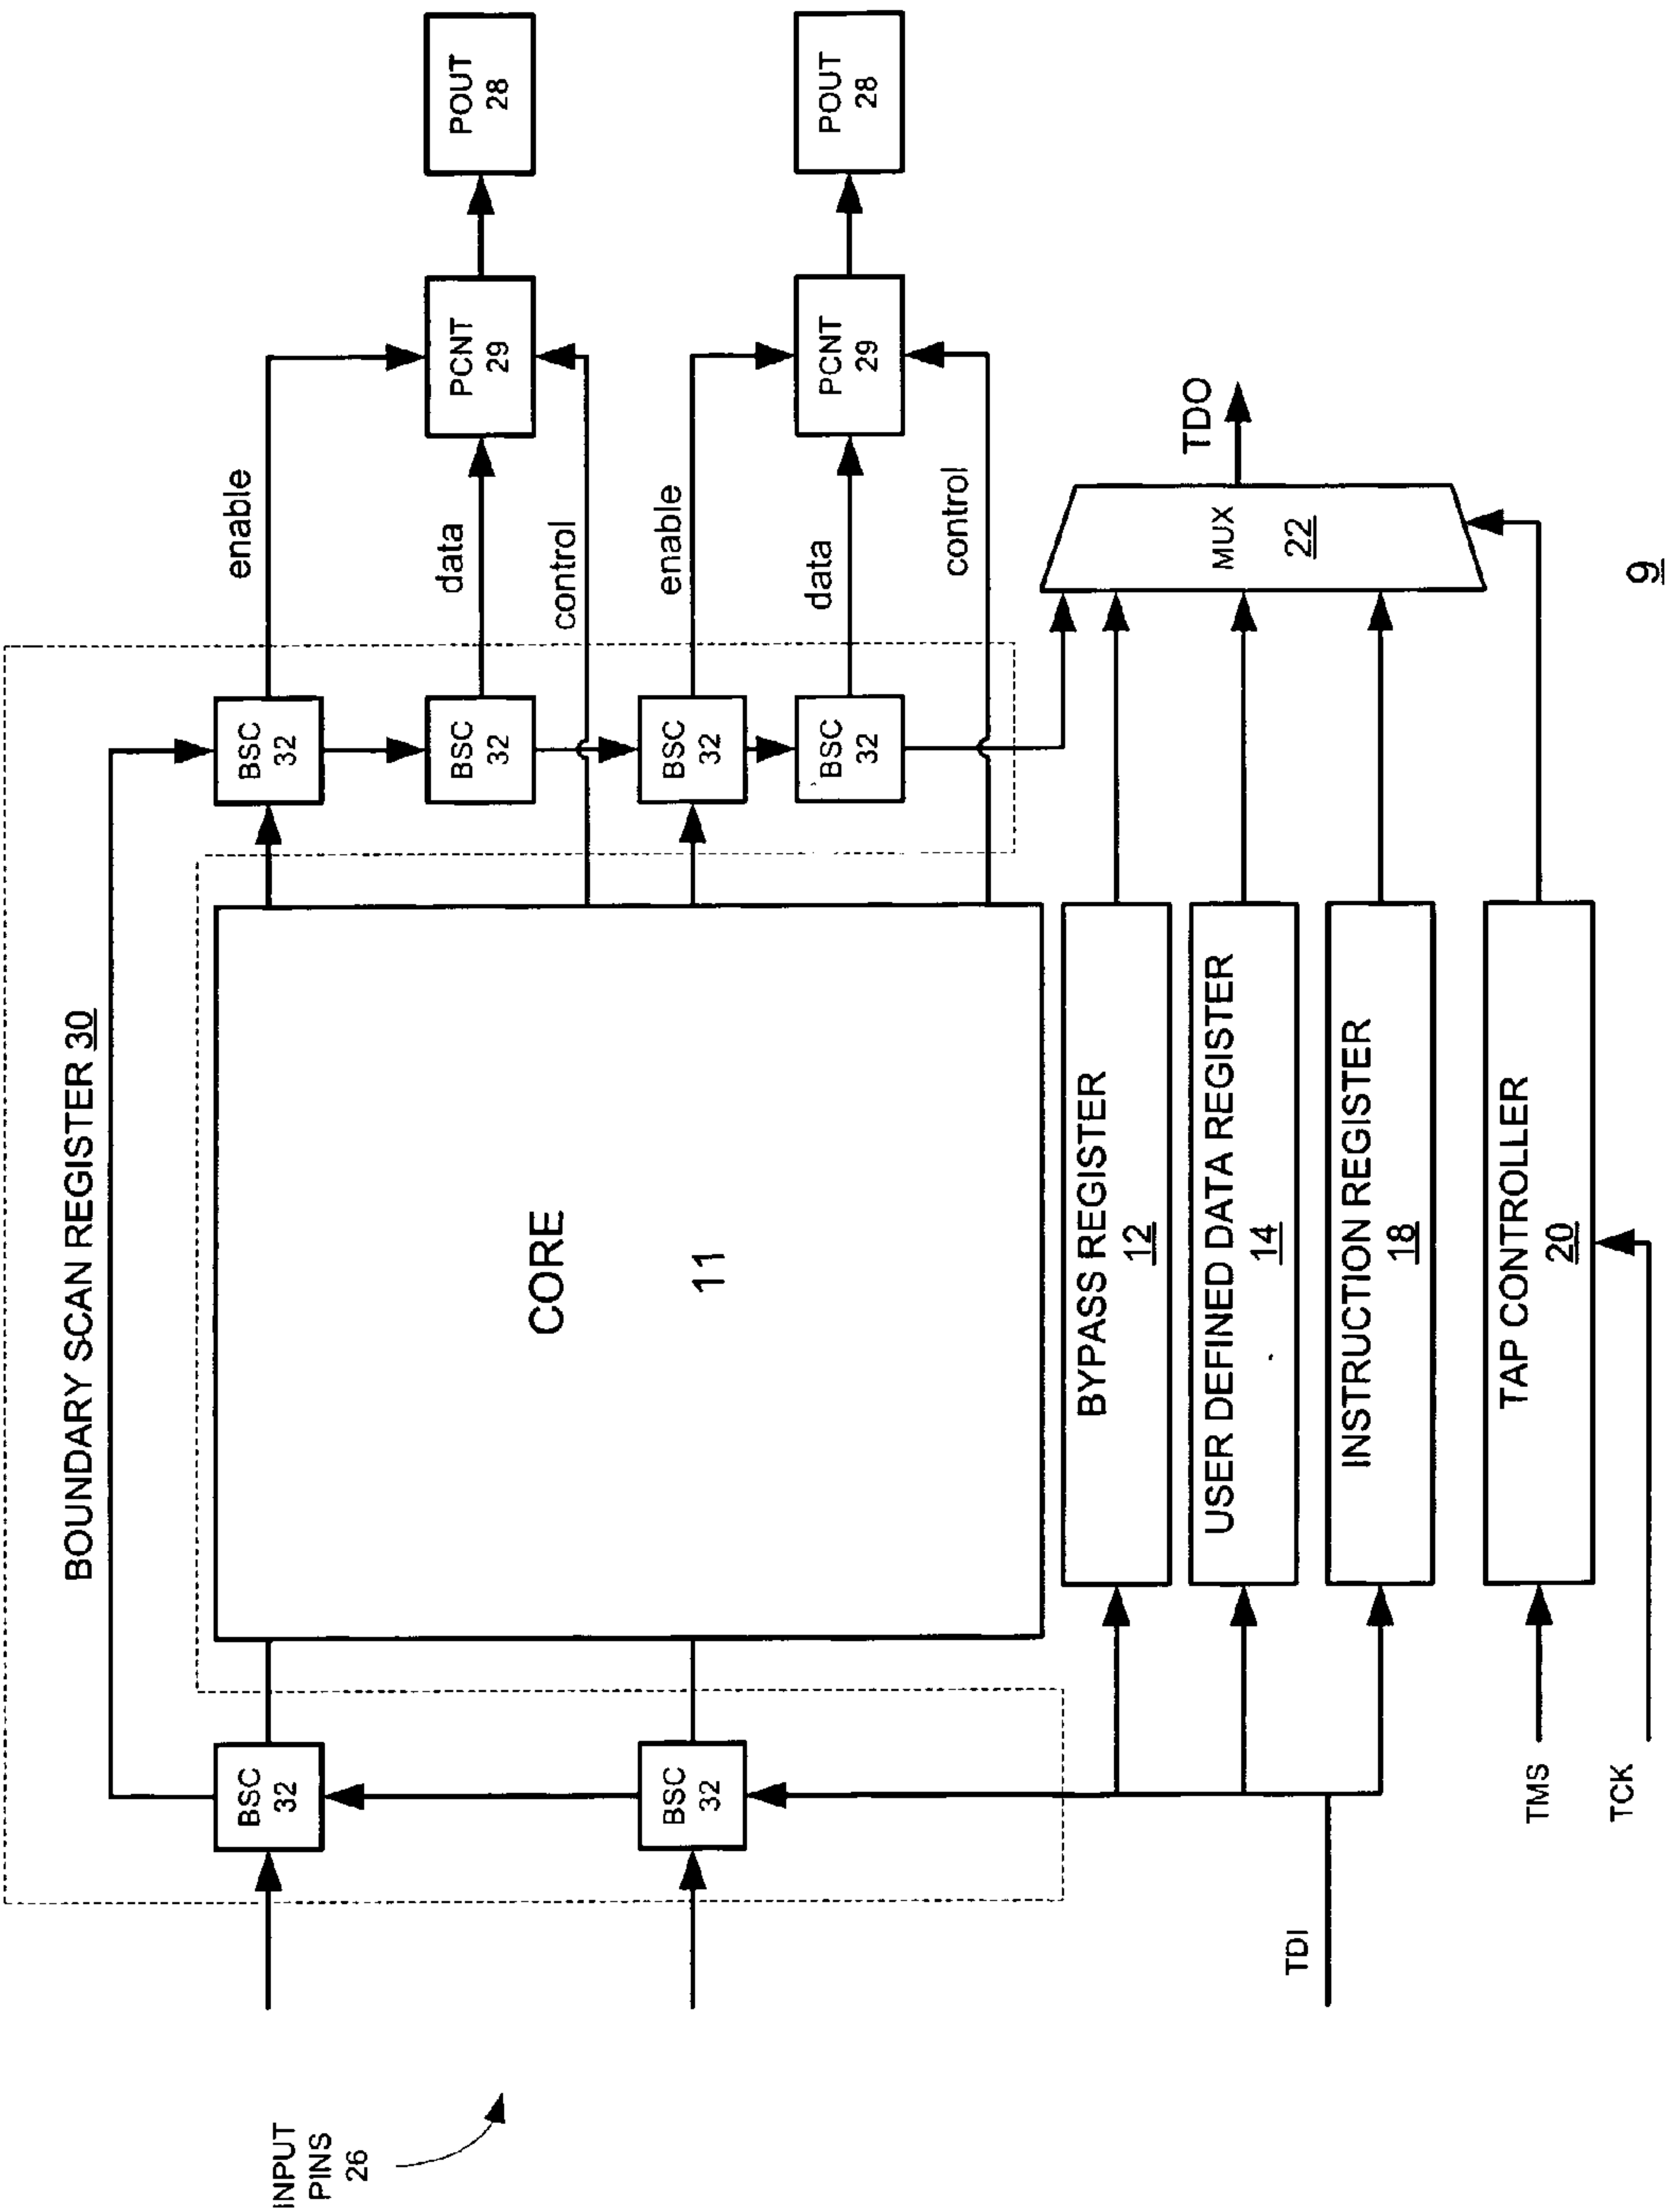 BOUNDARY SCAN REGISTER 30
INPUT
PINS
26
BSC
32
BSC
32
CORE
11
BSC
32
BSC
32
BSC
32
BSC
32
enable
data
control
enable
data
control
PCNT
29
PCNT
29
POUT
28
POUT
28
BYPASS REGISTER
12
USER DEFINED DATA REGISTER
14
INSTRUCTION REGISTER
18
TAP CONTROLLER
20
TDI
TMS
TCK
MUX
22
TDO
9